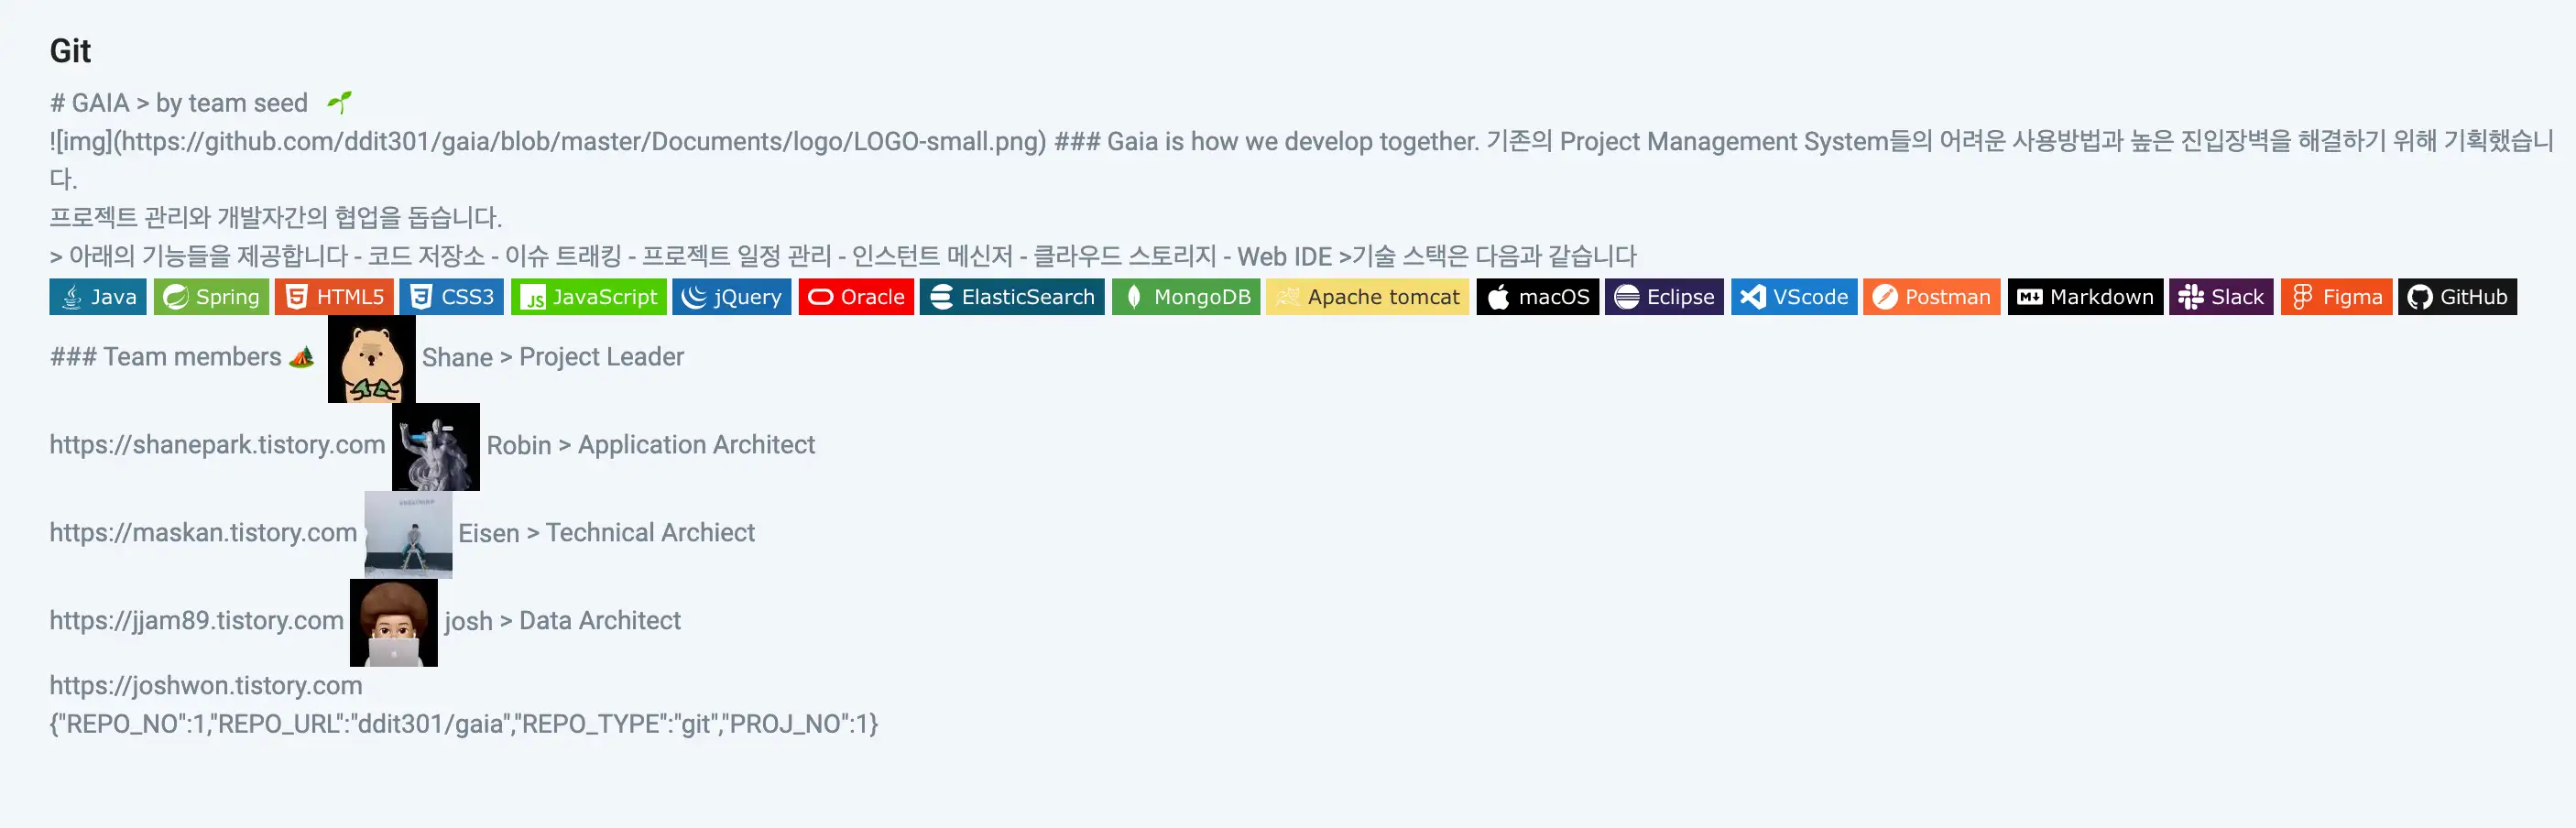 Git
# GAIA > by team seed
![img](https://github.com/ddit301/gaia/blob/master/Documents/logo/LOGO-small.png) ### Gaia is how we develop together. 기존의 Project Management System들의 어려운 사용방법과 높은 진입장벽을 해결하기 위해 기획했습니
다.
프로젝트 관리와 개발자간의 협업을 돕습니다.
> 아래의 기능들을 제공합니다 - 코드 저장소 - 이슈 트래킹 - 프로젝트 일정 관리 - 인스턴트 메신저 - 클라우드 스토리지 - Web IDE >기술 스택은 다음과 같습니다
Java Spring HTML5 CSS3 JavaScript jQuery Oracle ElasticSearch MongoDB Apache tomcat macOS Eclipse VScode Postman Markdown Slack Figma GitHub
### Team members Shane > Project Leader
https://shanepark.tistory.com Robin > Application Architect
https://maskan.tistory.com Eisen > Technical Archiect
https://jjam89.tistory.com josh > Data Architect
https://joshwon.tistory.com
{"REPO_NO":1,"REPO_URL":"ddit301/gaia","REPO_TYPE":"git","PROJ_NO":1}